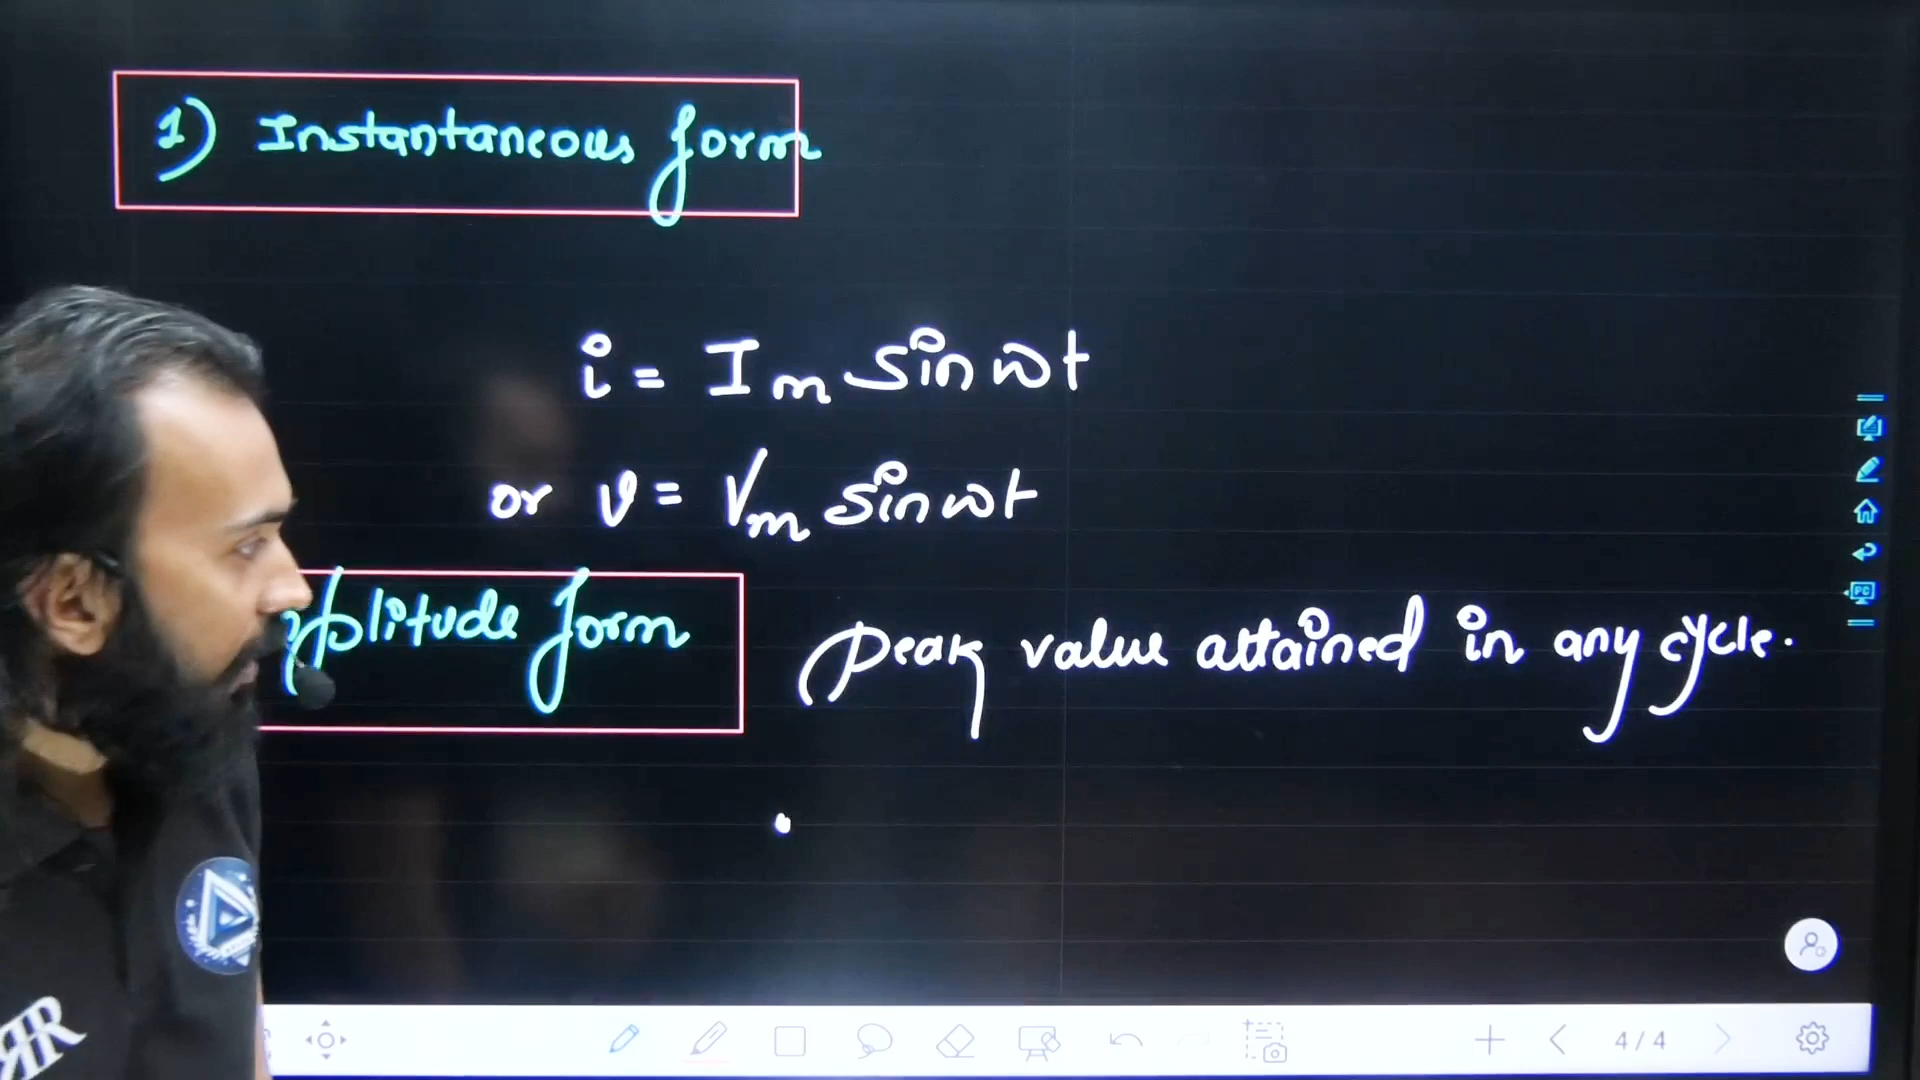 1) Instantaneous form
i = Im sin ωt
or v = Vm sin ωt
form
peak value attained in any cycle.
PC
4/4